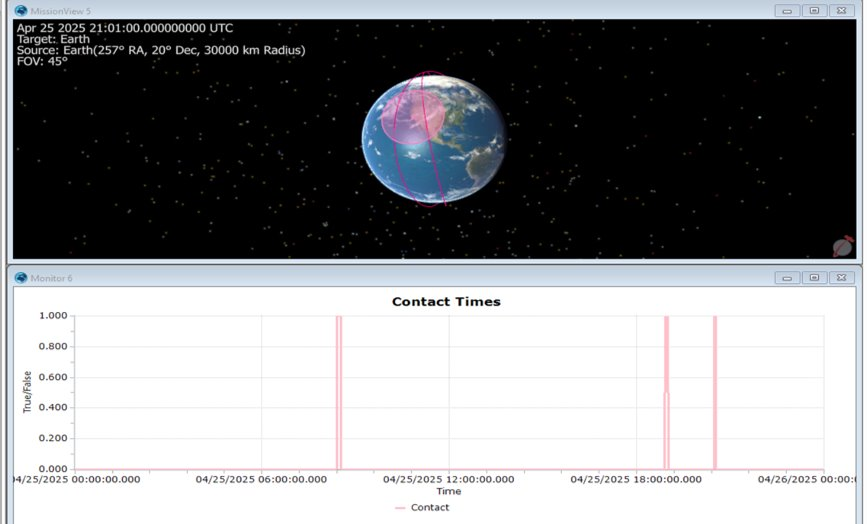 MissionView 5
Apr 25 2025 21:01:00.000000000 UTC
Target: Earth
Source: Earth(257° RA, 20° Dec, 30000 km Radius)
FOV: 45°
Monitor 6
Contact Times
1.000
0.800
0.600
0.400
0.200
0.000
True/False
04/25/2025 00:00:00.000
04/25/2025 06:00:00.000
04/25/2025 12:00:00.000
04/25/2025 18:00:00.000
04/26/2025 00:00:0
Time
Contact